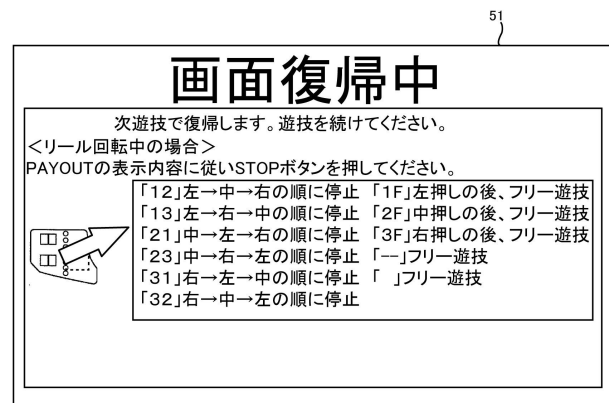 51
画面復帰中
次遊技で復帰します。遊技を続けてください。
＜リール回転中の場合＞
PAYOUTの表示内容に従いSTOPボタンを押してください。
「12」左→中→右の順に停止 「1F」左押しの後、フリー遊技
「13」左→右→中の順に停止 「2F」中押しの後、フリー遊技
「21」中→左→右の順に停止 「3F」右押しの後、フリー遊技
「23」中→右→左の順に停止 「--」フリー遊技
「31」右→左→中の順に停止 「　」フリー遊技
「32」右→中→左の順に停止